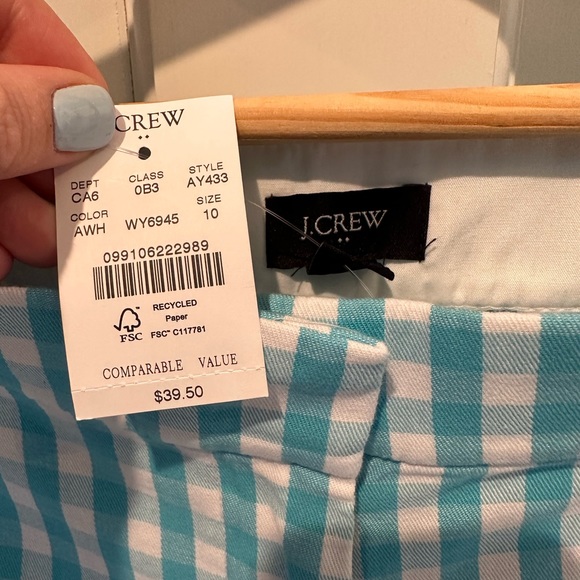 J.CREW
DEPT CLASS STYLE
CA6 0B3 AY433
COLOR SIZE
AWH WY6945 10
099106222989
RECYCLED
Paper
FSC™ C117781
FSC
COMPARABLE VALUE
$39.50
J.CREW